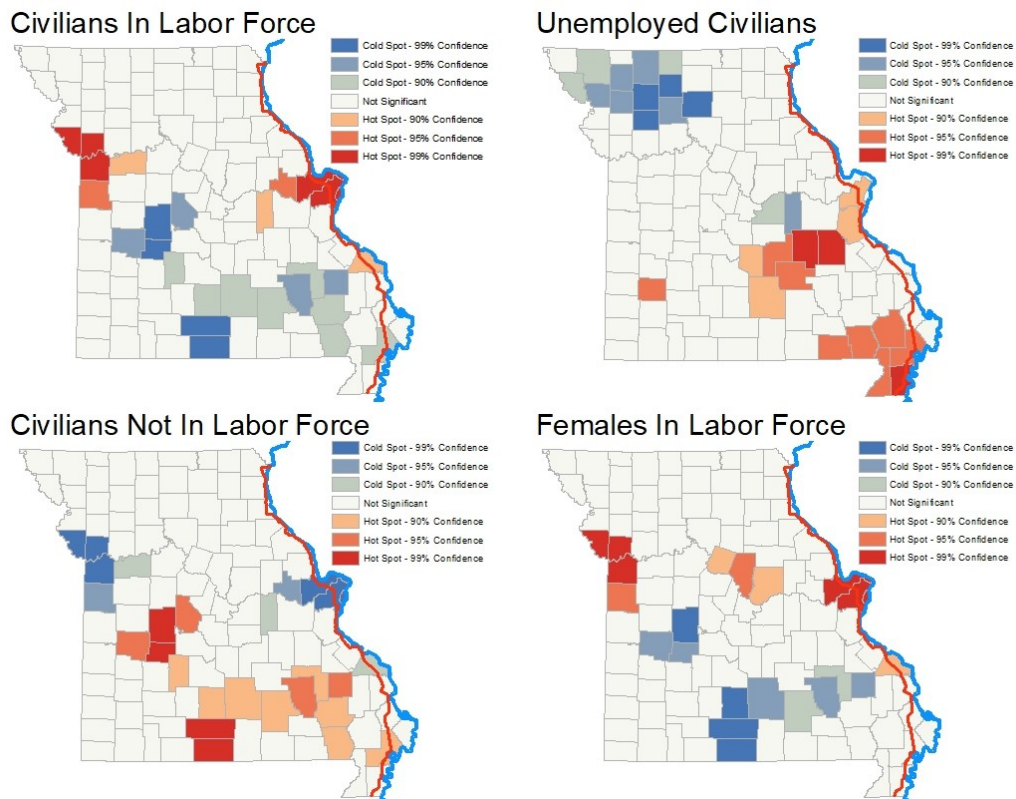 Civilians In Labor Force
Cold Spot - 99% Confidence
Cold Spot - 95% Confidence
Cold Spot - 90% Confidence
Not Significant
Hot Spot - 90% Confidence
Hot Spot - 95% Confidence
Hot Spot - 99% Confidence
Unemployed Civilians
Cold Spot - 99% Confidence
Cold Spot - 95% Confidence
Cold Spot - 90% Confidence
Not Significant
Hot Spot - 90% Confidence
Hot Spot - 95% Confidence
Hot Spot - 99% Confidence
Civilians Not In Labor Force
Cold Spot - 99% Confidence
Cold Spot - 95% Confidence
Cold Spot - 90% Confidence
Not Significant
Hot Spot - 90% Confidence
Hot Spot - 95% Confidence
Hot Spot - 99% Confidence
Females In Labor Force
Cold Spot - 99% Confidence
Cold Spot - 95% Confidence
Cold Spot - 90% Confidence
Not Significant
Hot Spot - 90% Confidence
Hot Spot - 95% Confidence
Hot Spot - 99% Confidence